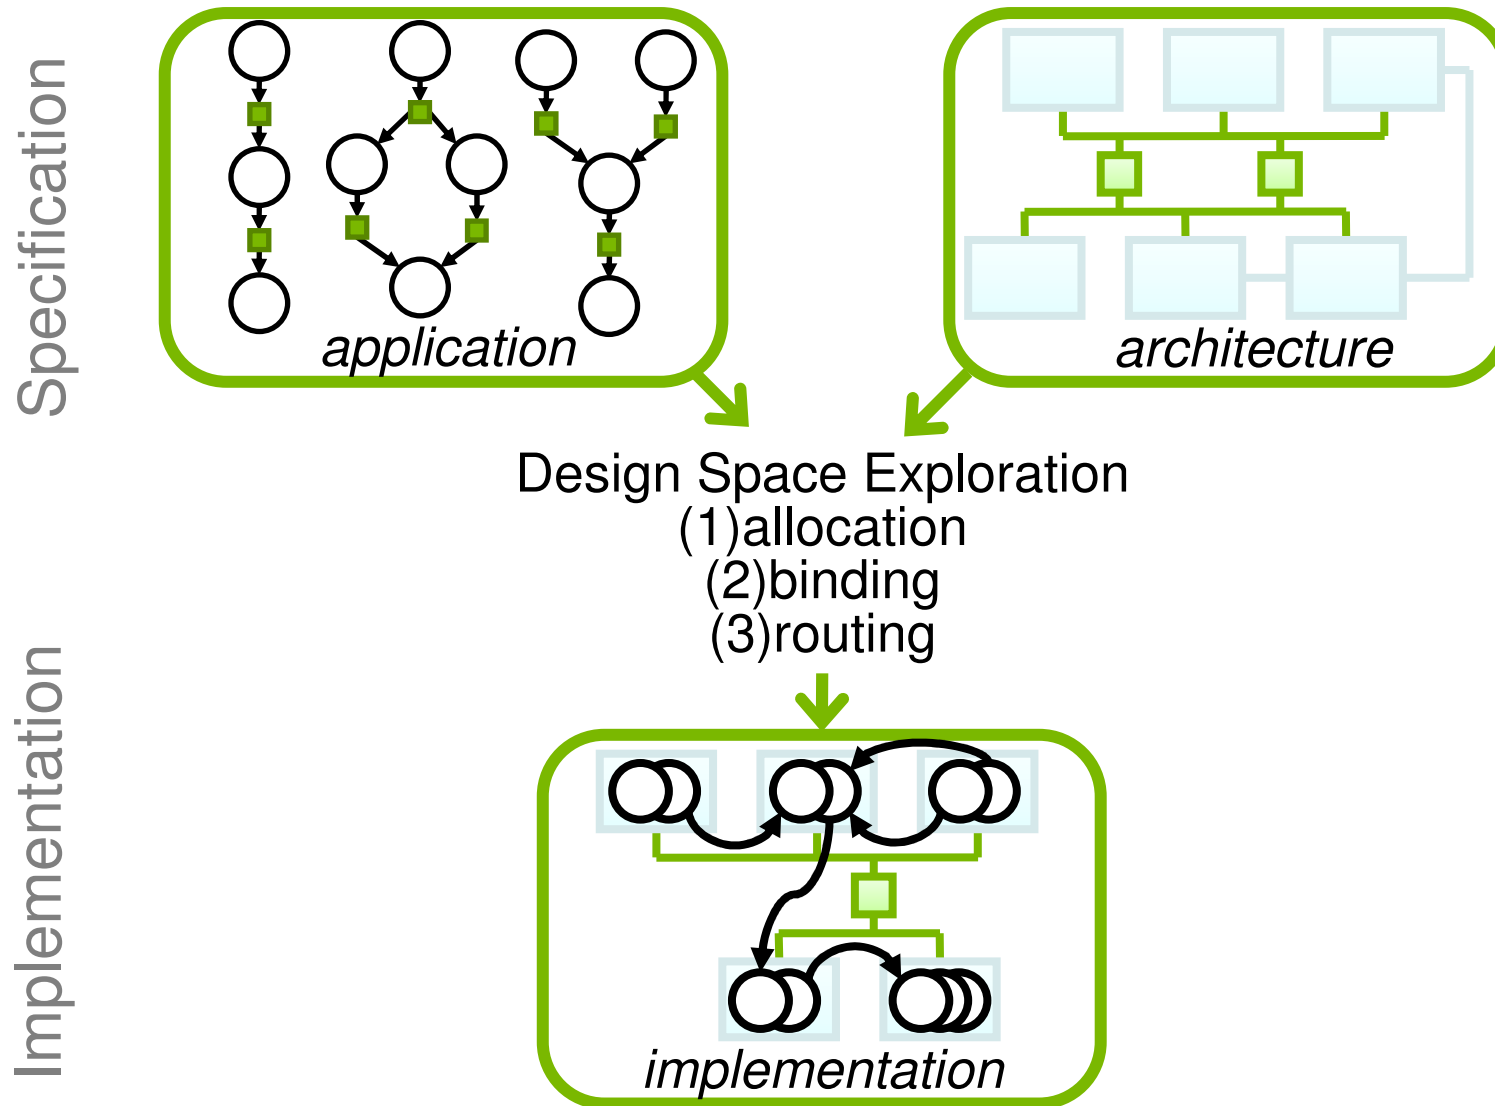 Specification
application
architecture
Design Space Exploration
(1)allocation
(2)binding
(3)routing
Implementation
implementation